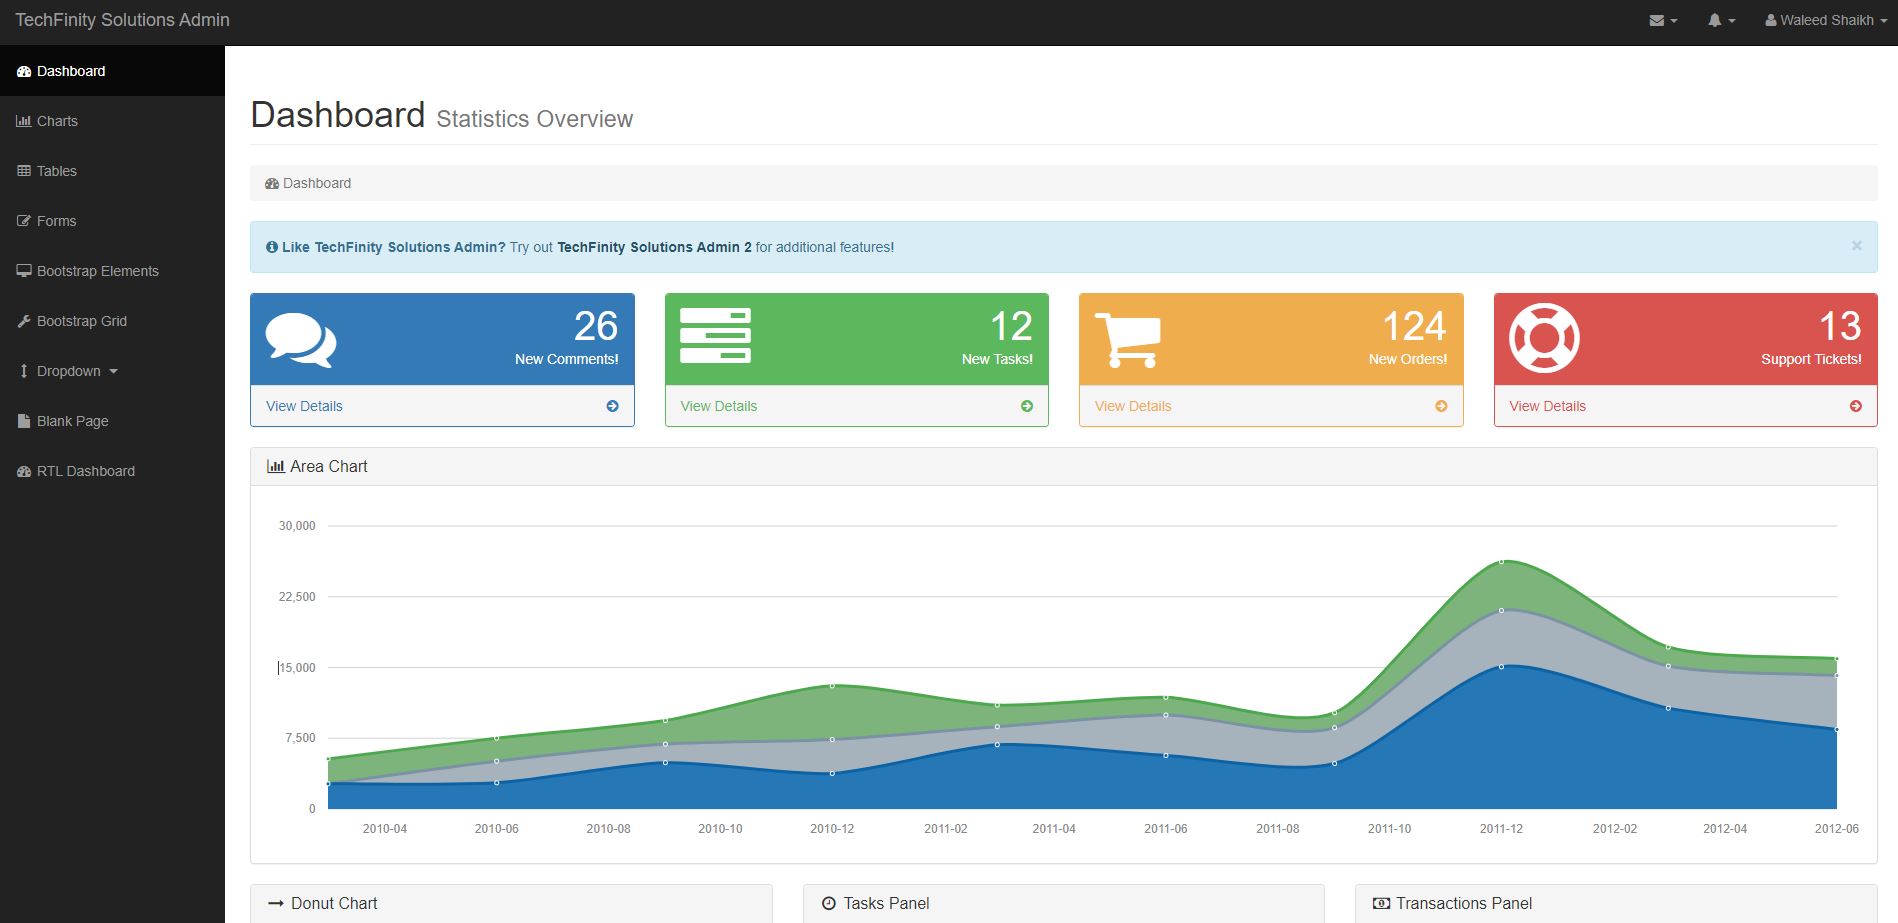 TechFinity Solutions Admin
Waleed Shaikh
Dashboard
Charts
Tables
Forms
Bootstrap Elements
Bootstrap Grid
Dropdown
Blank Page
RTL Dashboard
Dashboard Statistics Overview
Dashboard
Like TechFinity Solutions Admin? Try out TechFinity Solutions Admin 2 for additional features!
×
26
New Comments!
View Details
12
New Tasks!
View Details
124
New Orders!
View Details
13
Support Tickets!
View Details
Area Chart
30,000
22,500
15,000
7,500
0
2010-04 2010-06 2010-08 2010-10 2010-12 2011-02 2011-04 2011-06 2011-08 2011-10 2011-12 2012-02 2012-04 2012-06
Donut Chart
Tasks Panel
Transactions Panel